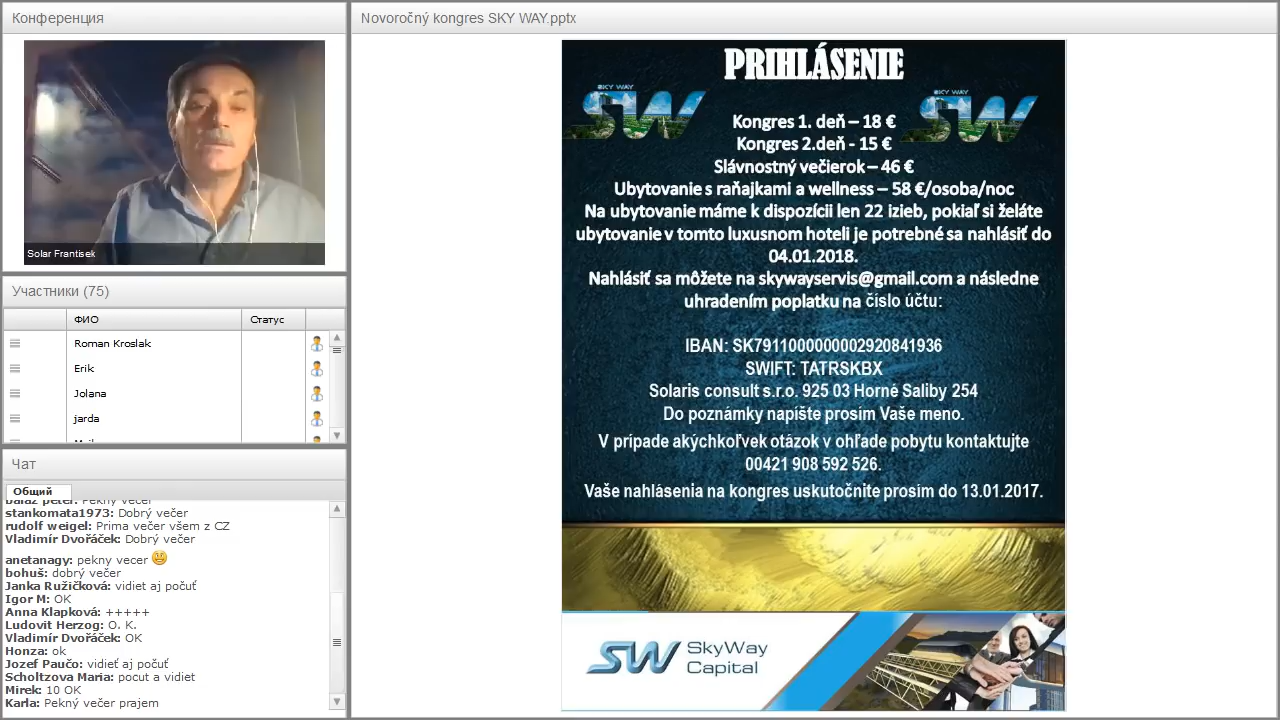 Конференция
Solar Frantisek
Участники (75)
ФИО
Статус
Roman Kroslak
Erik
Jolana
jarda
Чат
Общий
balaz peter: Pekny vecer
stankomata1973: Dobrý večer
rudolf weigel: Prima večer všem z CZ
Vladimír Dvořáček: Dobrý večer
anetanagy: pekny vecer
bohuš: dobrý večer
Janka Ružičková: vidiet aj počuť
Igor M: OK
Anna Klapková: +++++
Ludovit Herzog: O. K.
Vladimír Dvořáček: OK
Honza: ok
Jozef Paučo: vidieť aj počuť
Scholtzova Maria: pocut a vidiet
Mirek: 10 OK
Karla: Pekný večer prajem
Novoročný kongres SKY WAY.pptx
PRIHLÁSENIE
SKY WAY
SW
SKY WAY
SW
Kongres 1. deň – 18 €
Kongres 2.deň - 15 €
Slávnostný večierok – 46 €
Ubytovanie s raňajkami a wellness – 58 €/osoba/noc
Na ubytovanie máme k dispozícii len 22 izieb, pokiaľ si želáte
ubytovanie v tomto luxusnom hoteli je potrebné sa nahlásiť do
04.01.2018.
Nahlásiť sa môžete na skywayservis@gmail.com a následne
uhradením poplatku na číslo účtu:
IBAN: SK7911000000002920841936
SWIFT: TATRSKBX
Solaris consult s.r.o. 925 03 Horné Saliby 254
Do poznámky napíšte prosím Vaše meno.
V prípade akýchkoľvek otázok v ohľade pobytu kontaktujte
00421 908 592 526.
Vaše nahlásenia na kongres uskutočnite prosím do 13.01.2017.
SW SkyWay
Capital